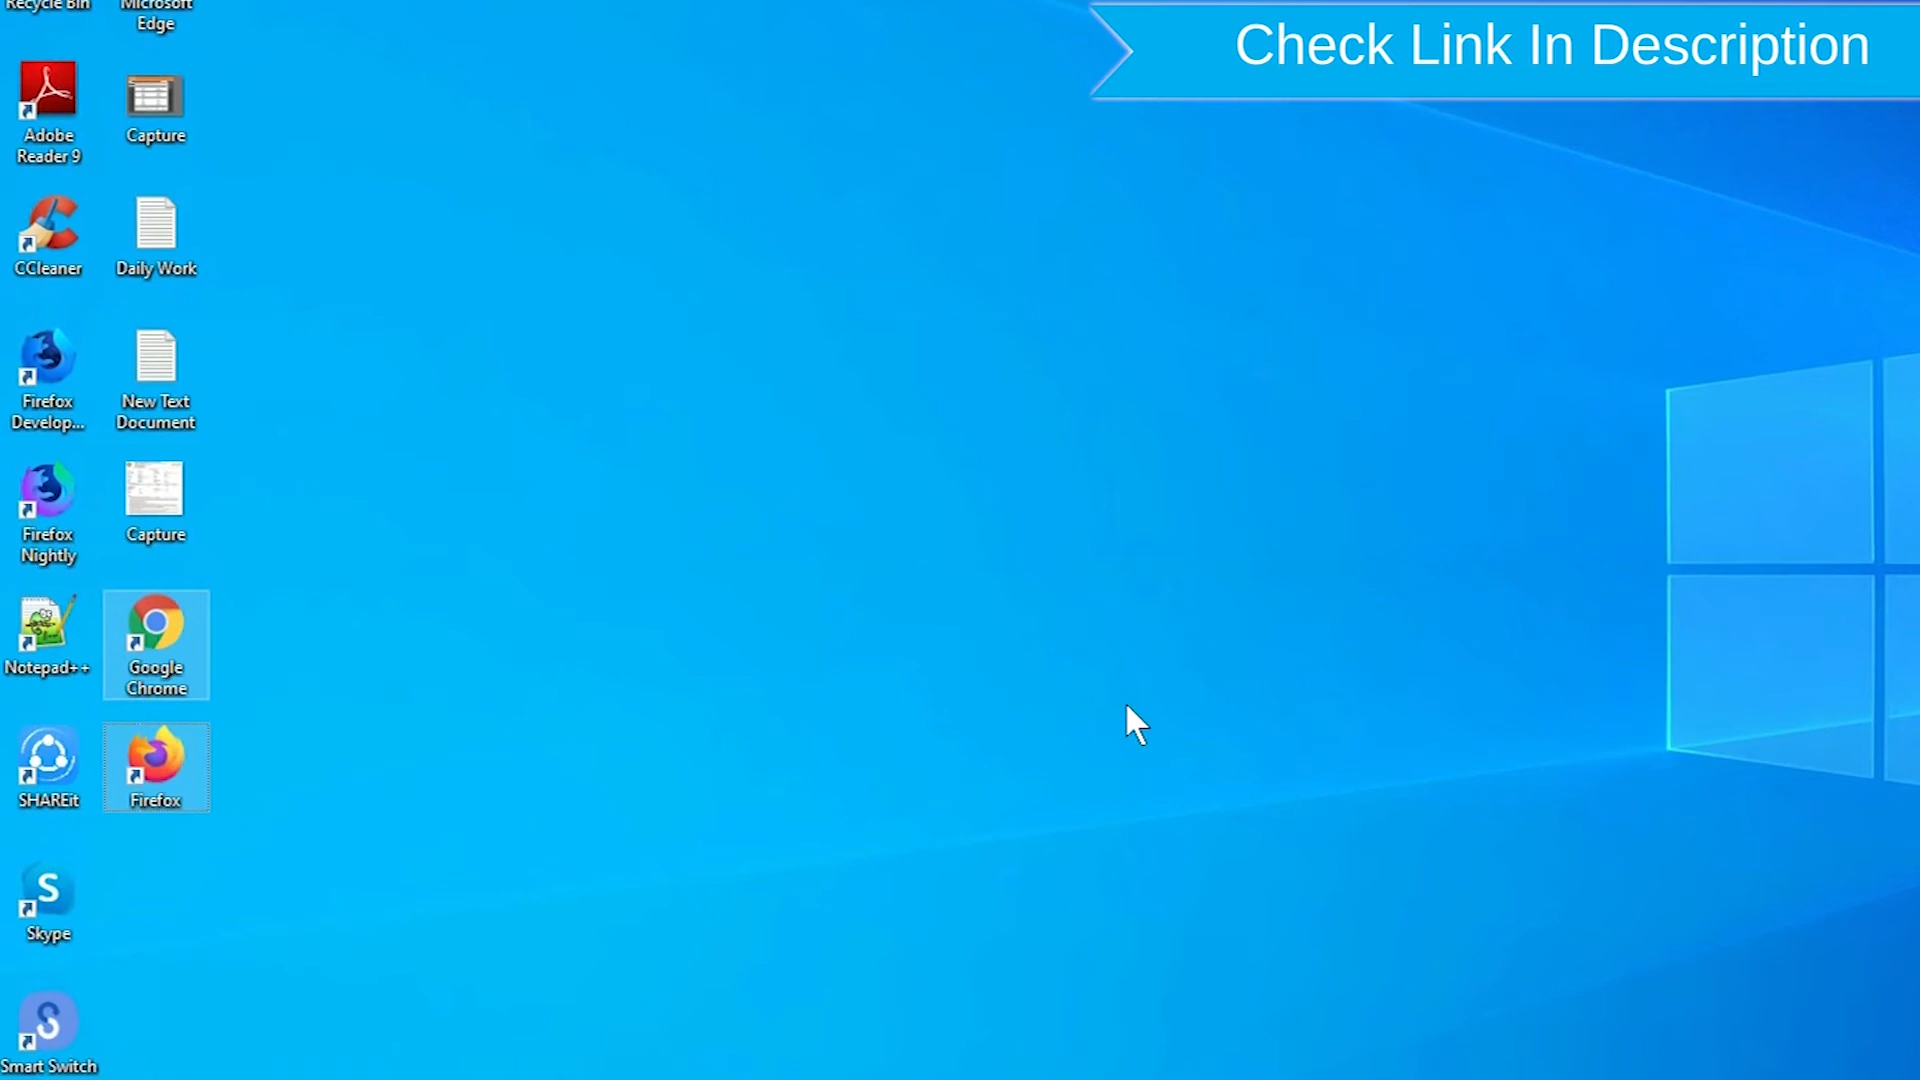 Recycle Bin
Microsoft
Edge
Check Link In Description
Adobe
Reader 9
Capture
CCleaner
Daily Work
Firefox
Develop...
New Text
Document
Firefox
Nightly
Capture
Notepad++
Google
Chrome
SHAREit
Firefox
Skype
Smart Switch